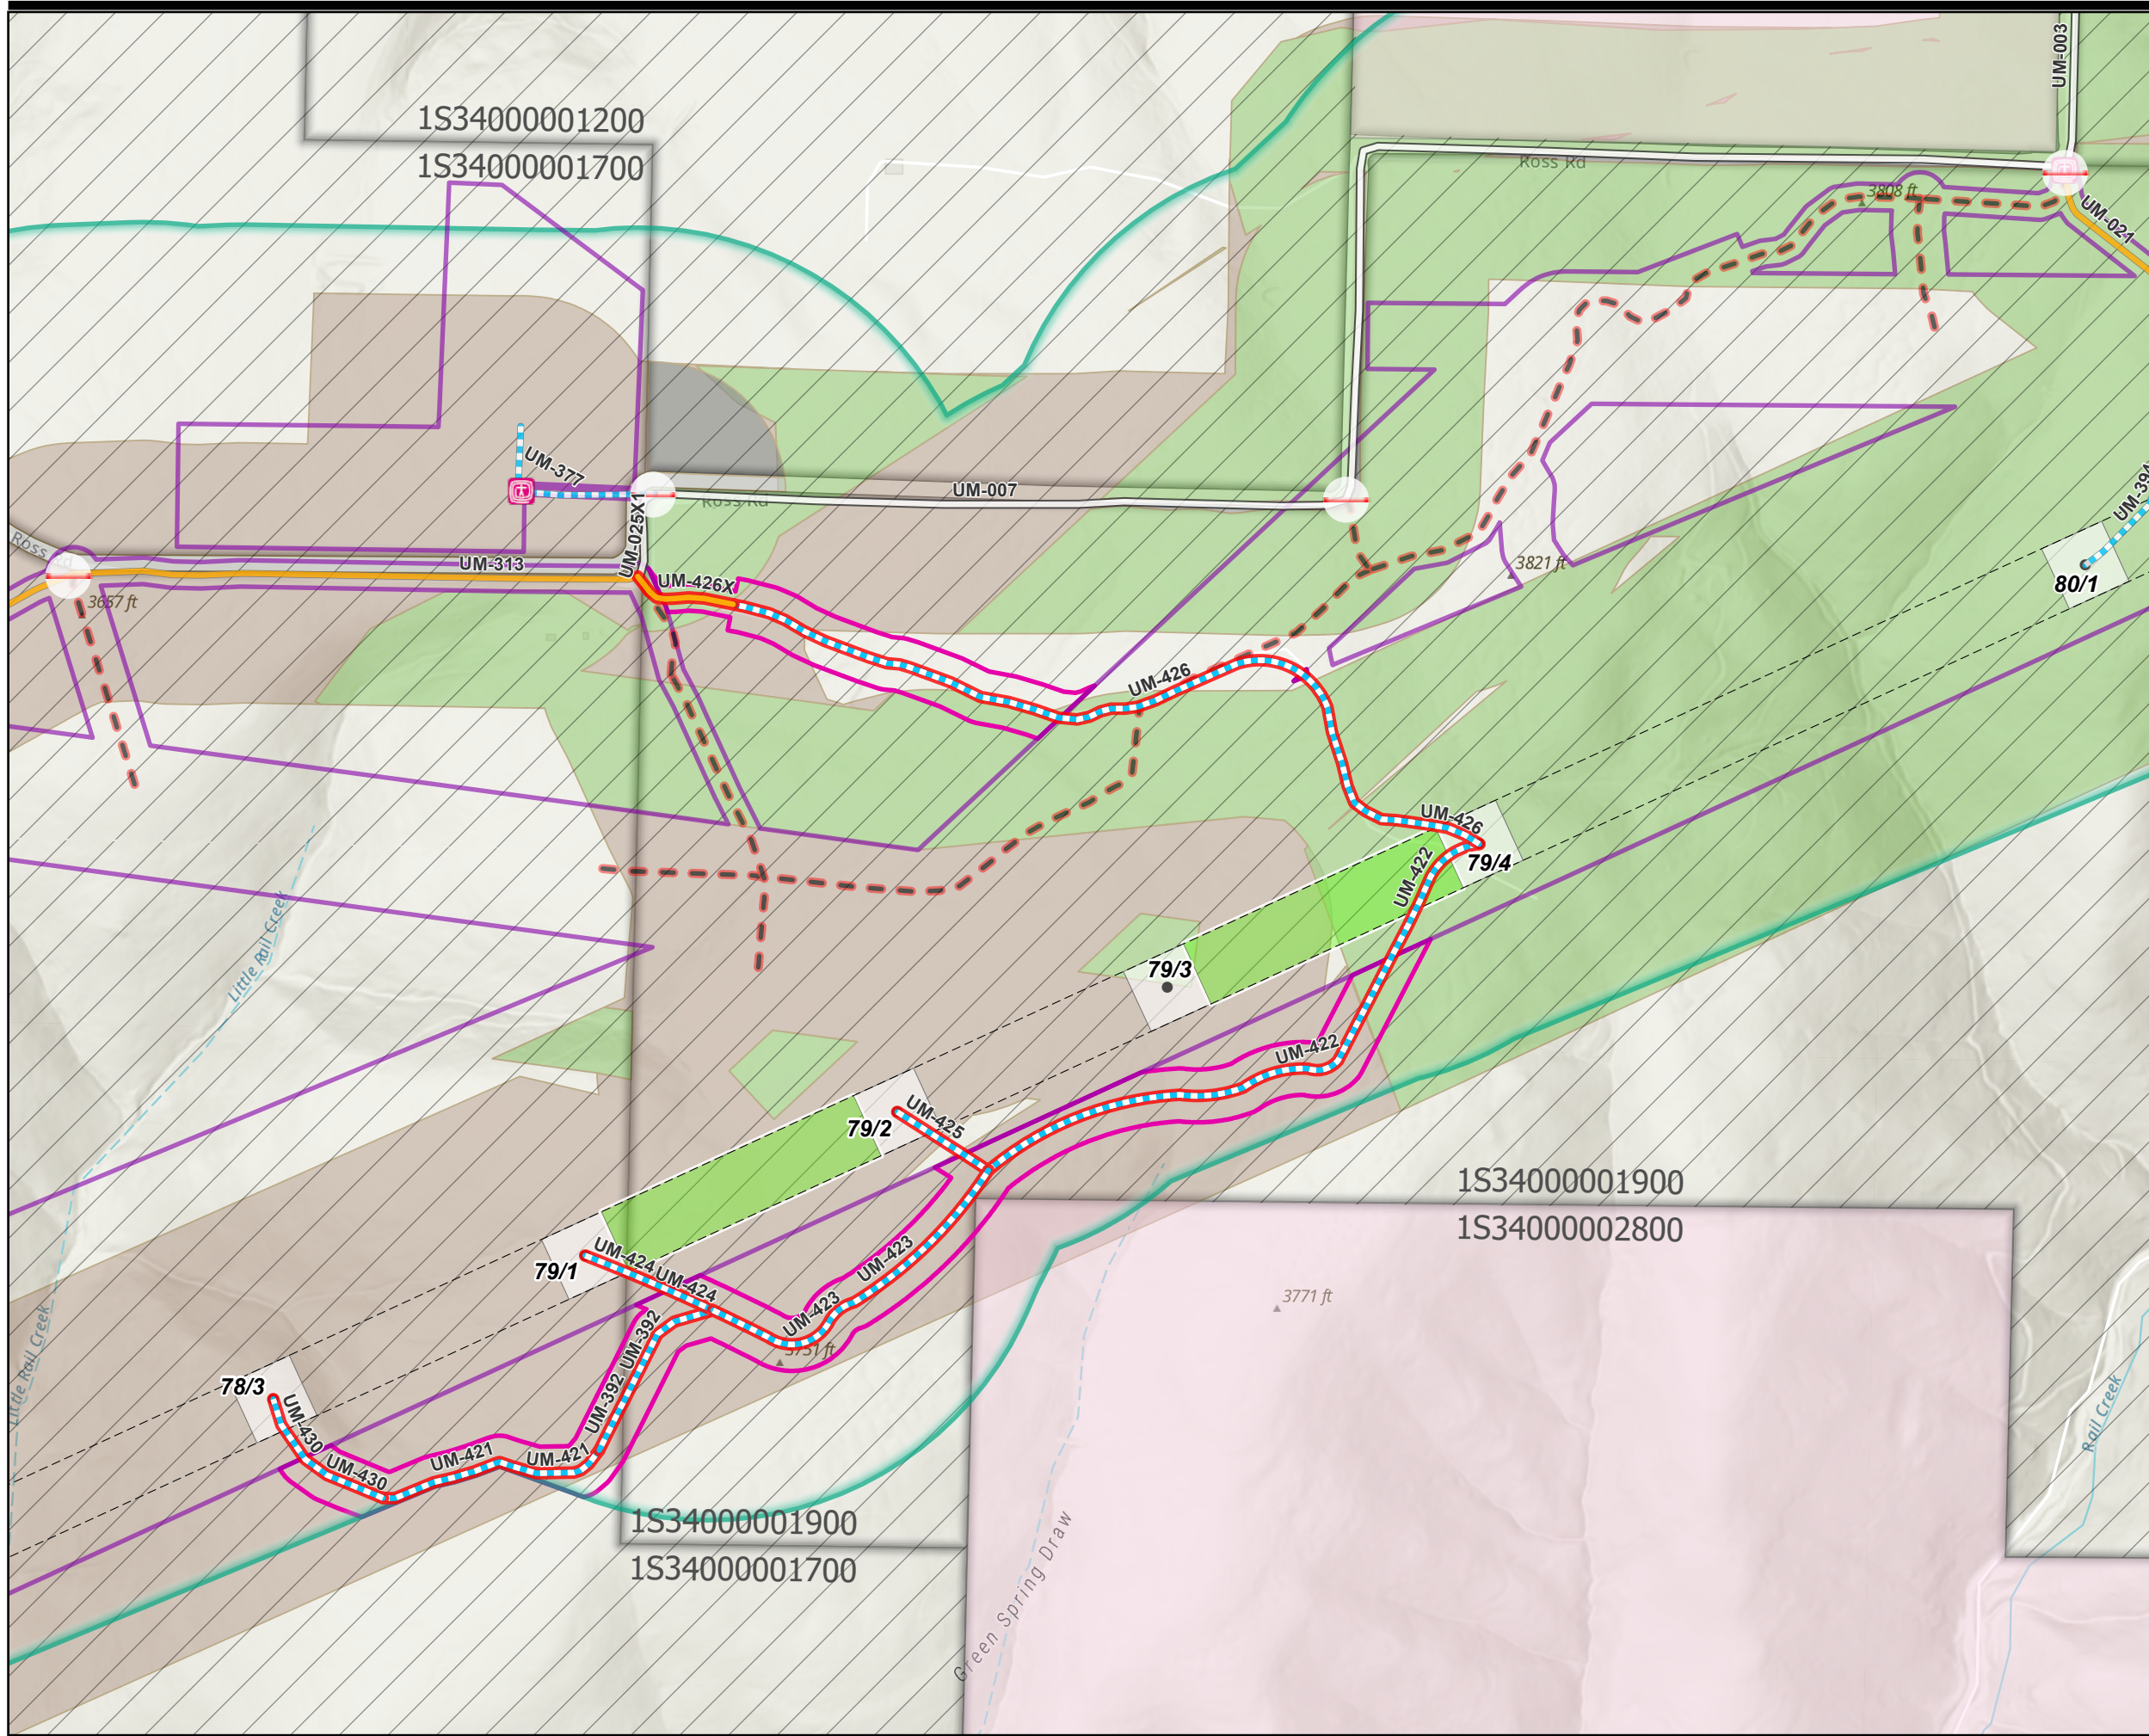 UM-003
1S34000001200
1S34000001700
Ross Rd
3808 ft
UM-021
UM-377
UM-394
UM-007
Ross Rd
UM-025X1
Ross Rd
UM-313
3657 ft
UM-426X
3821 ft
80/1
UM-426
UM-426
79/4
UM-422
Little Rail Creek
79/3
UM-422
UM-425
79/2
1S34000001900
1S34000002800
UM-424
UM-424
79/1
UM-423
UM-423
3771 ft
UM-392
3751 ft
Little Rail Creek
78/3
UM-392
UM-430
UM-430
UM-421
UM-421
Rail Creek
1S34000001900
1S34000001700
Green Spring Draw